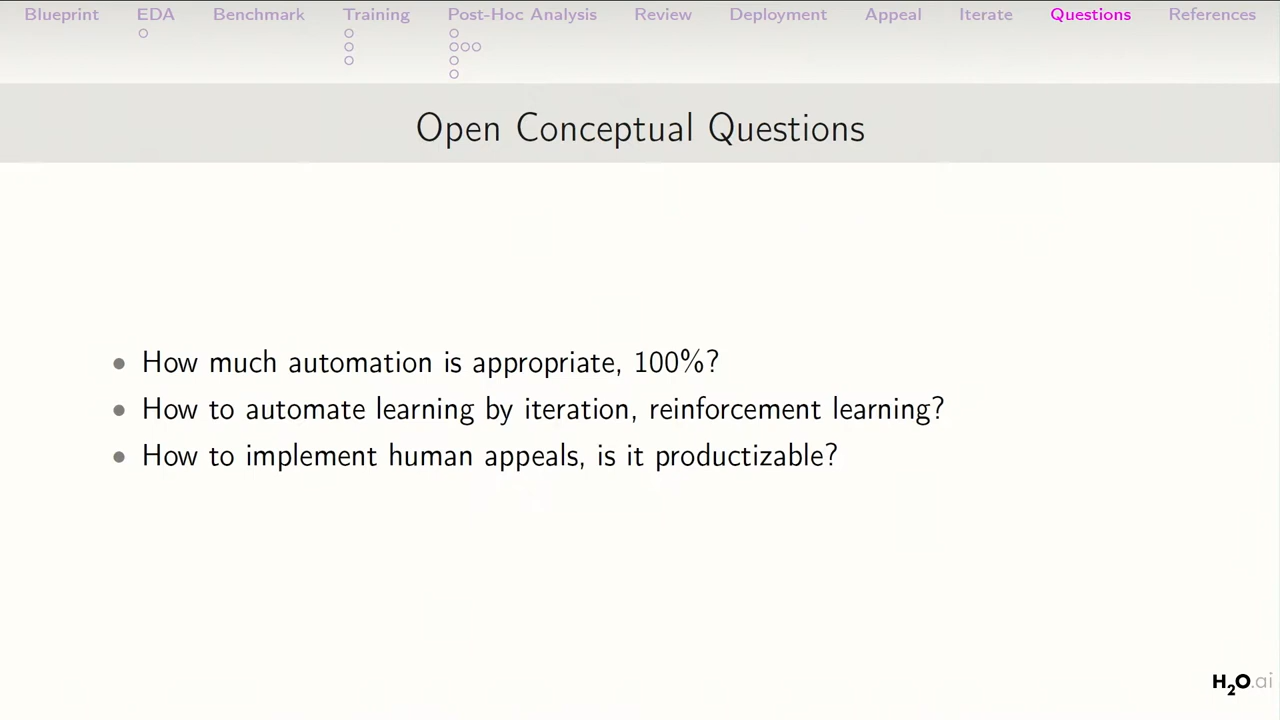 Blueprint EDA Benchmark Training Post-Hoc Analysis Review Deployment Appeal Iterate Questions References
Open Conceptual Questions
How much automation is appropriate, 100%?
How to automate learning by iteration, reinforcement learning?
How to implement human appeals, is it productizable?
H2O.ai